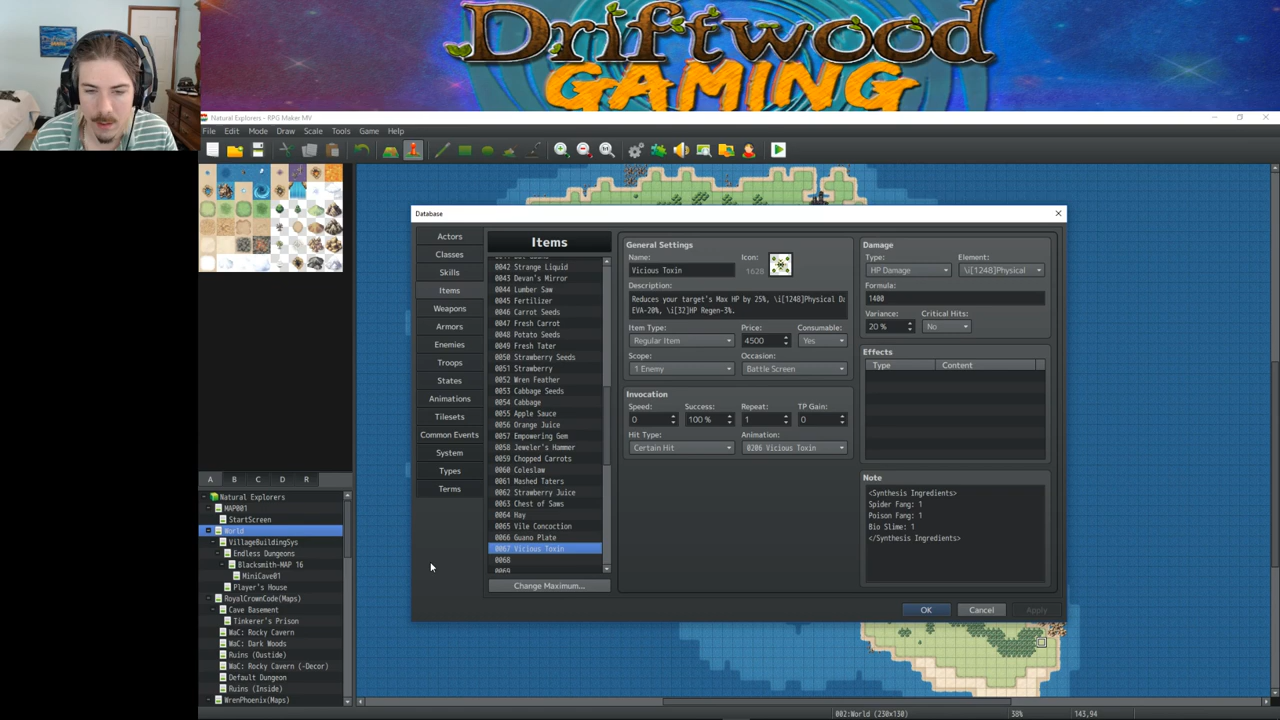 Driftwood
GAMING
Natural Explorers - RPG Maker MV
File Edit Mode Draw Scale Tools Game Help
Database
Actors
Classes
Skills
Items
Weapons
Armors
Enemies
Troops
States
Animations
Tilesets
Common Events
System
Types
Terms
Items
0042 Strange Liquid
0043 Devan's Mirror
0044 Lumber Saw
0045 Fertilizer
0046 Carrot Seeds
0047 Fresh Carrot
0048 Potato Seeds
0049 Fresh Tater
0050 Strawberry Seeds
0051 Strawberry
0052 Wren Feather
0053 Cabbage Seeds
0054 Cabbage
0055 Apple Sauce
0056 Orange Juice
0057 Empowering Gem
0058 Jeweler's Hammer
0059 Chopped Carrots
0060 Coleslaw
0061 Mashed Taters
0062 Strawberry Juice
0063 Chest of Saws
0064 Hay
0065 Vile Concoction
0066 Guano Plate
0067 Vicious Toxin
0068
0069
Change Maximum...
General Settings
Name: Icon:
Vicious Toxin 1628
Description:
Reduces your target's Max HP by 25%, \i[1248]Physical Da
EVA-20%, \i[32]HP Regen-3%.
Item Type: Price: Consumable:
Regular Item 4500 Yes
Scope: Occasion:
1 Enemy Battle Screen
Invocation
Speed: Success: Repeat: TP Gain:
0 100 % 1 0
Hit Type: Animation:
Certain Hit 0206 Vicious Toxin
Damage
Type: Element:
HP Damage \i[1248]Physical
Formula:
1400
Variance: Critical Hits:
20 % No
Effects
Type Content
Note
<Synthesis Ingredients>
Spider Fang: 1
Poison Fang: 1
Bio Slime: 1
</Synthesis Ingredients>
OK Cancel Apply
A B C D R
Natural Explorers
MAP001
StartScreen
World
VillageBuildingSys
Endless Dungeons
Blacksmith-MAP 16
MiniCave01
Player's House
RoyalCrownCode(Maps)
Cave Basement
Tinkerer's Prison
WaC: Rocky Cavern
WaC: Dark Woods
Ruins (Oustide)
WaC: Rocky Cavern (-Decor)
Default Dungeon
Ruins (Inside)
WrenPhoenix(Maps)
002:World (230×130) 38% 143,94